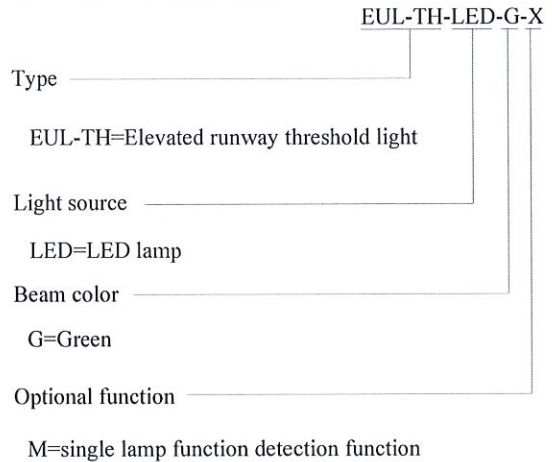 EUL-TH-LED-G-X
Type
EUL-TH=Elevated runway threshold light
Light source
LED=LED lamp
Beam color
G=Green
Optional function
M=single lamp function detection function